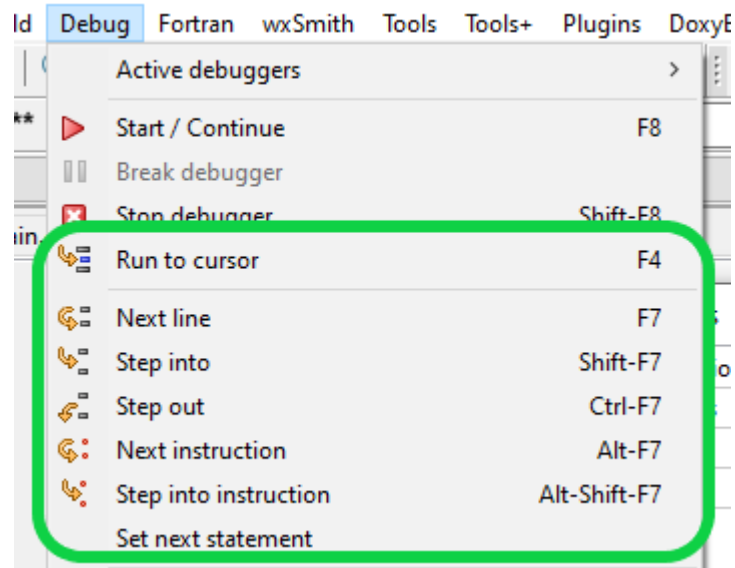 ld Debug Fortran wxSmith Tools Tools+ Plugins Doxy
Active debuggers >
** Start / Continue F8
Break debugger
Stop debugger Shift-F8
in.
Run to cursor F4
Next line F7
Step into Shift-F7
Step out Ctrl-F7
Next instruction Alt-F7
Step into instruction Alt-Shift-F7
Set next statement